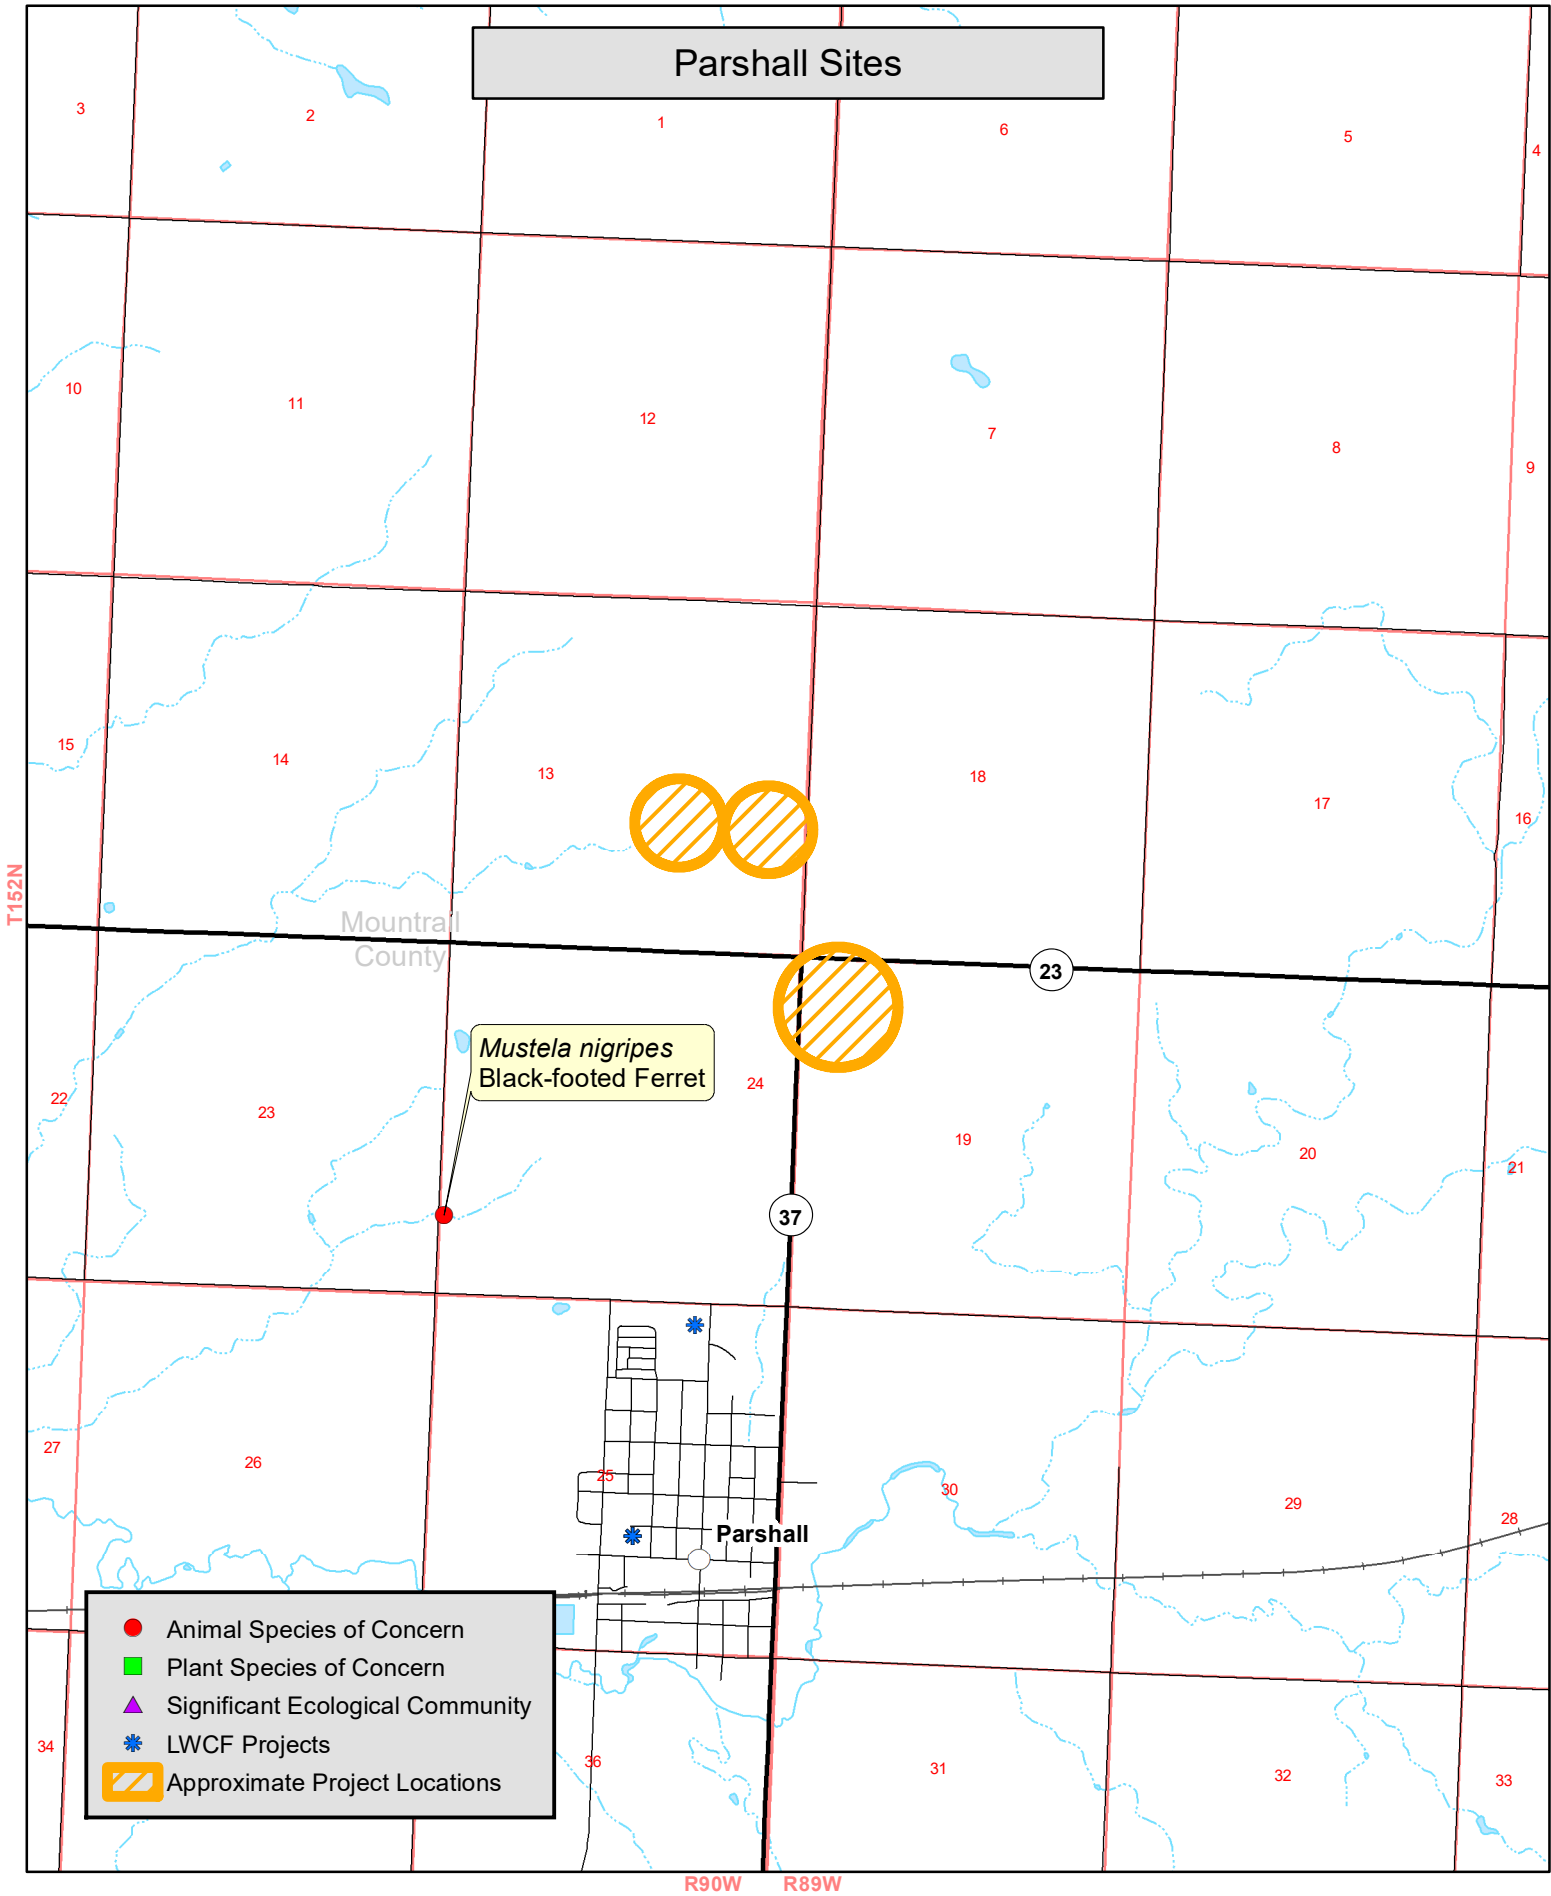 Parshall Sites
3
2
1
6
5
4
10
11
12
7
8
9
15
14
13
18
17
16
T152N
Mountrail
County
23
Mustela nigripes
Black-footed Ferret
22
23
24
19
20
21
37
27
26
25
30
29
28
Parshall
Animal Species of Concern
Plant Species of Concern
Significant Ecological Community
LWCF Projects
Approximate Project Locations
34
36
31
32
33
R90W
R89W